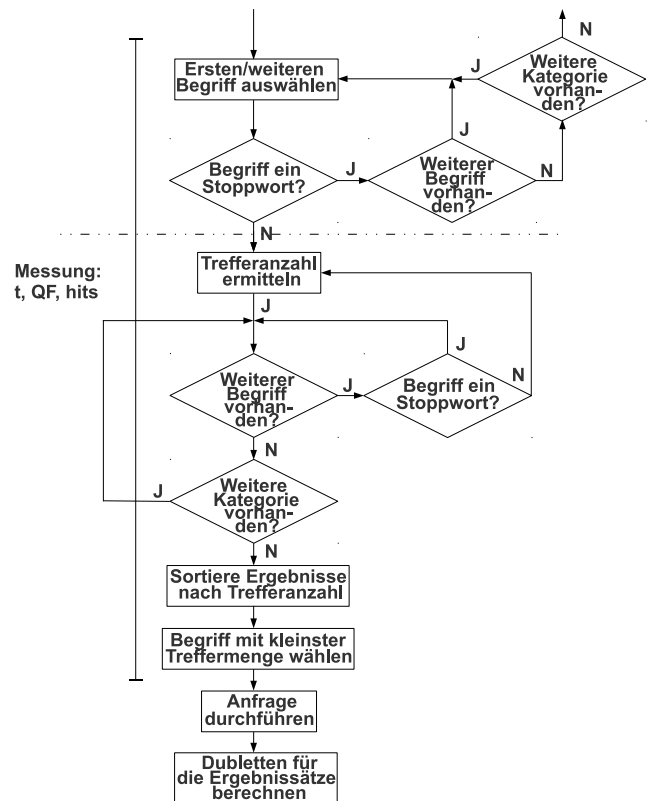 Ersten/weiteren
Begriff auswählen
J
N
Weitere
Kategorie
vorhan-
den?
Begriff ein
Stoppwort?
J
J
Weiterer
Begriff
vorhan-
den?
N
N
Messung:
t, QF, hits
Trefferanzahl
ermitteln
J
Weiterer
Begriff
vorhan-
den?
J
J
Begriff ein
Stoppwort?
N
N
J
Weitere
Kategorie
vorhan-
den?
N
Sortiere Ergebnisse
nach Trefferanzahl
Begriff mit kleinster
Treffermenge wählen
Anfrage
durchführen
Dubletten für
die Ergebnissätze
berechnen